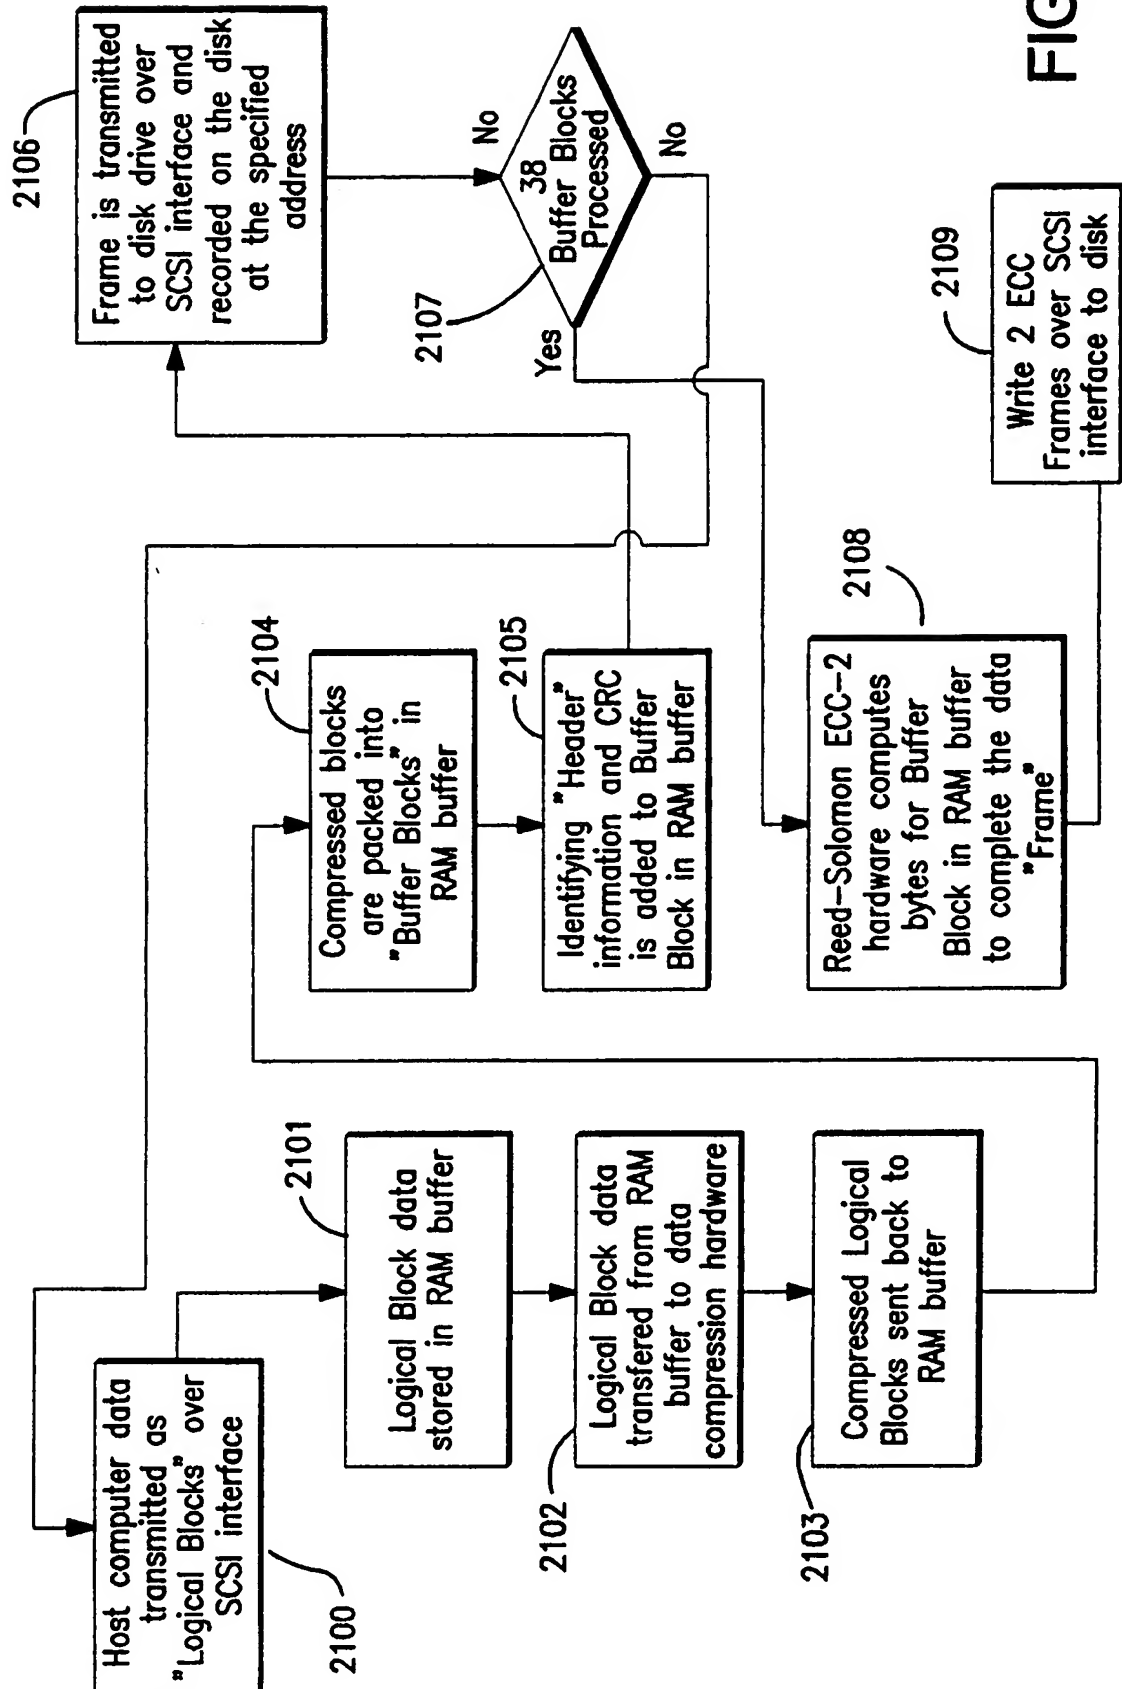 2100
Host computer data
transmitted as
"Logical Blocks" over
SCSI interface
2101
Logical Block data
stored in RAM buffer
2102
Logical Block data
transfered from RAM
buffer to data
compression hardware
2103
Compressed Logical
Blocks sent back to
RAM buffer
2104
Compressed blocks
are packed into
"Buffer Blocks" in
RAM buffer
2105
Identifying "Header"
information and CRC
is added to Buffer
Block in RAM buffer
2106
Frame is transmitted
to disk drive over
SCSI interface and
recorded on the disk
at the specified
address
2107
No
38
Buffer Blocks
Processed
Yes
No
2108
Reed-Solomon ECC-2
hardware computes
bytes for Buffer
Block in RAM buffer
to complete the data
"Frame"
2109
Write 2 ECC
Frames over SCSI
interface to disk
FIG